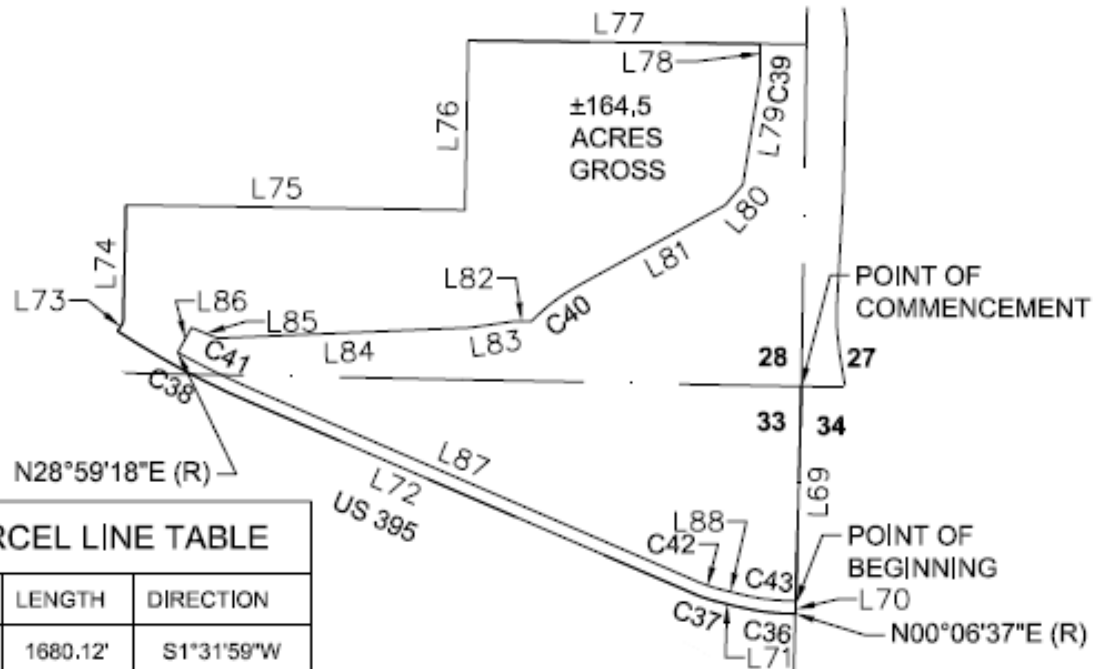 L77
L78
C39
±164,5
ACRES
GROSS
L76
L79
L75
L80
L74
L81
L82
POINT OF
COMMENCEMENT
L73
L86
L85
C40
L83
C41
L84
28
27
C38
33
34
N28°59'18"E (R)
L87
L72
US 395
L69
L88
C42
POINT OF
BEGINNING
C43
L70
C37
C36
N00°06'37"E (R)
L71
RCEL LINE TABLE
LENGTH
DIRECTION
1680.12'
S1°31'59"W